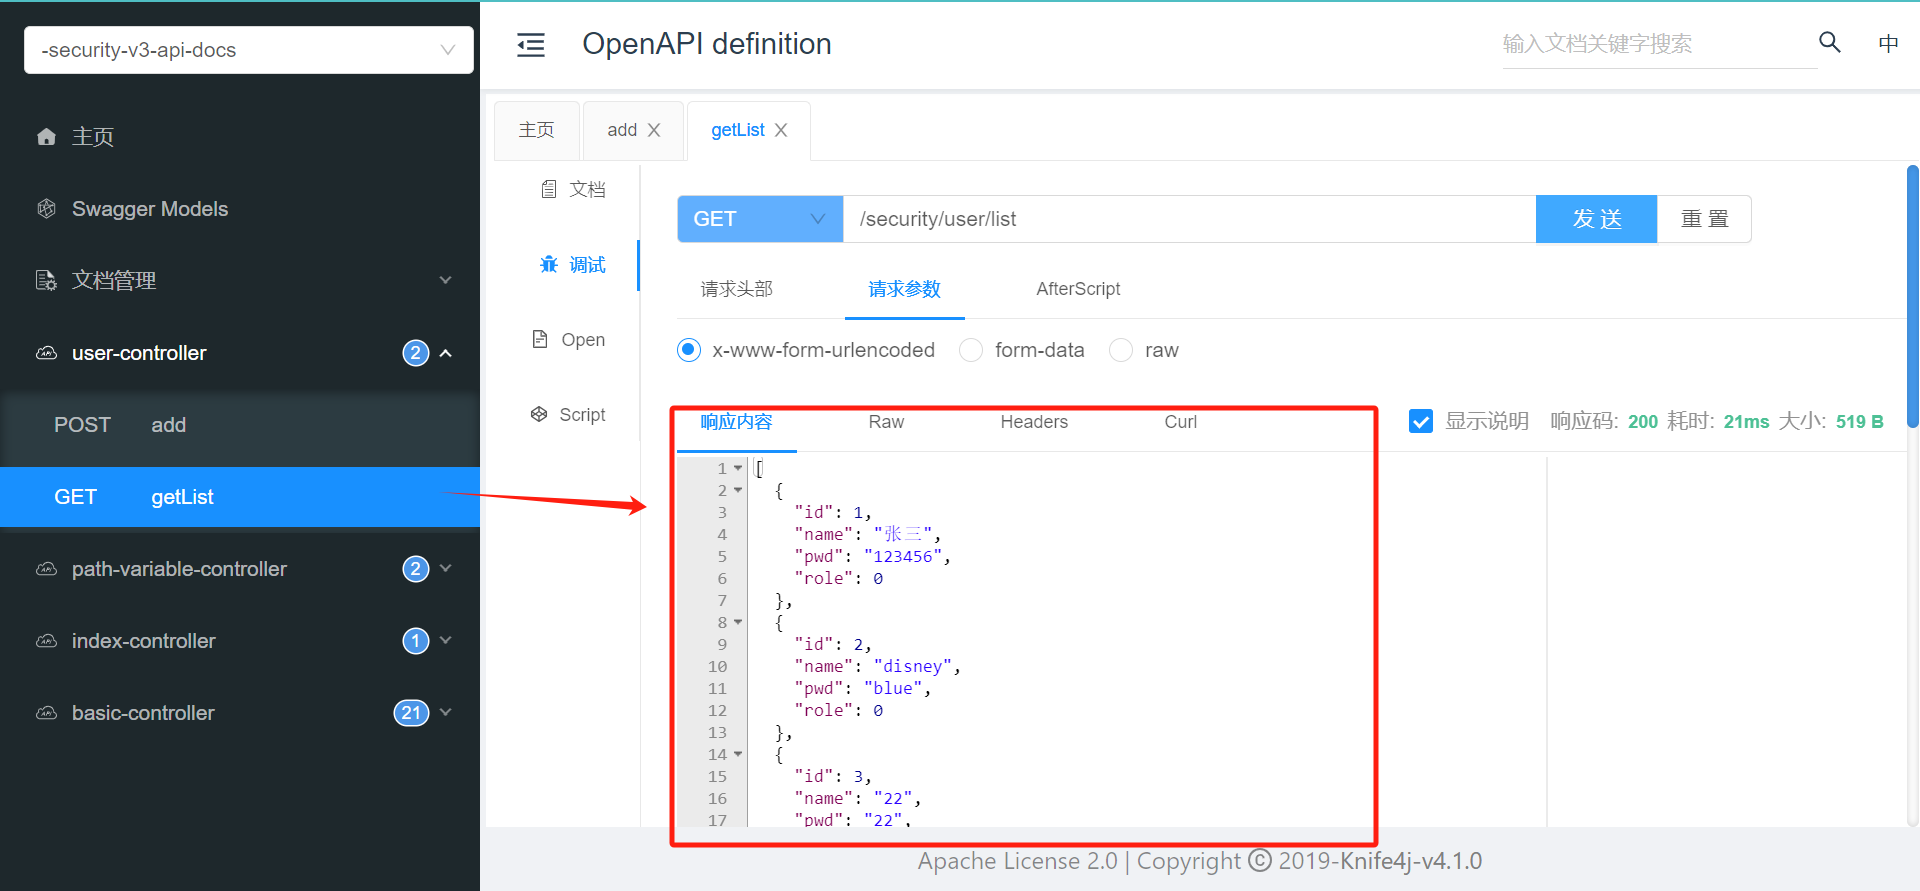 -security-v3-api-docs
主页
Swagger Models
文档管理
user-controller 2
POST add
GET getList
path-variable-controller 2
index-controller 1
basic-controller 21
OpenAPI definition
输入文档关键字搜索
中
主页 add getList
文档
调试
Open
Script
GET /security/user/list 发 送 重 置
请求头部 请求参数 AfterScript
x-www-form-urlencoded form-data raw
响应内容 Raw Headers Curl
显示说明 响应码: 200 耗时: 21ms 大小: 519 B
1 [
2 {
3 "id": 1,
4 "name": "张三",
5 "pwd": "123456",
6 "role": 0
7 },
8 {
9 "id": 2,
10 "name": "disney",
11 "pwd": "blue",
12 "role": 0
13 },
14 {
15 "id": 3,
16 "name": "22",
17 "pwd": "22",
Apache License 2.0 | Copyright © 2019-Knife4j-v4.1.0